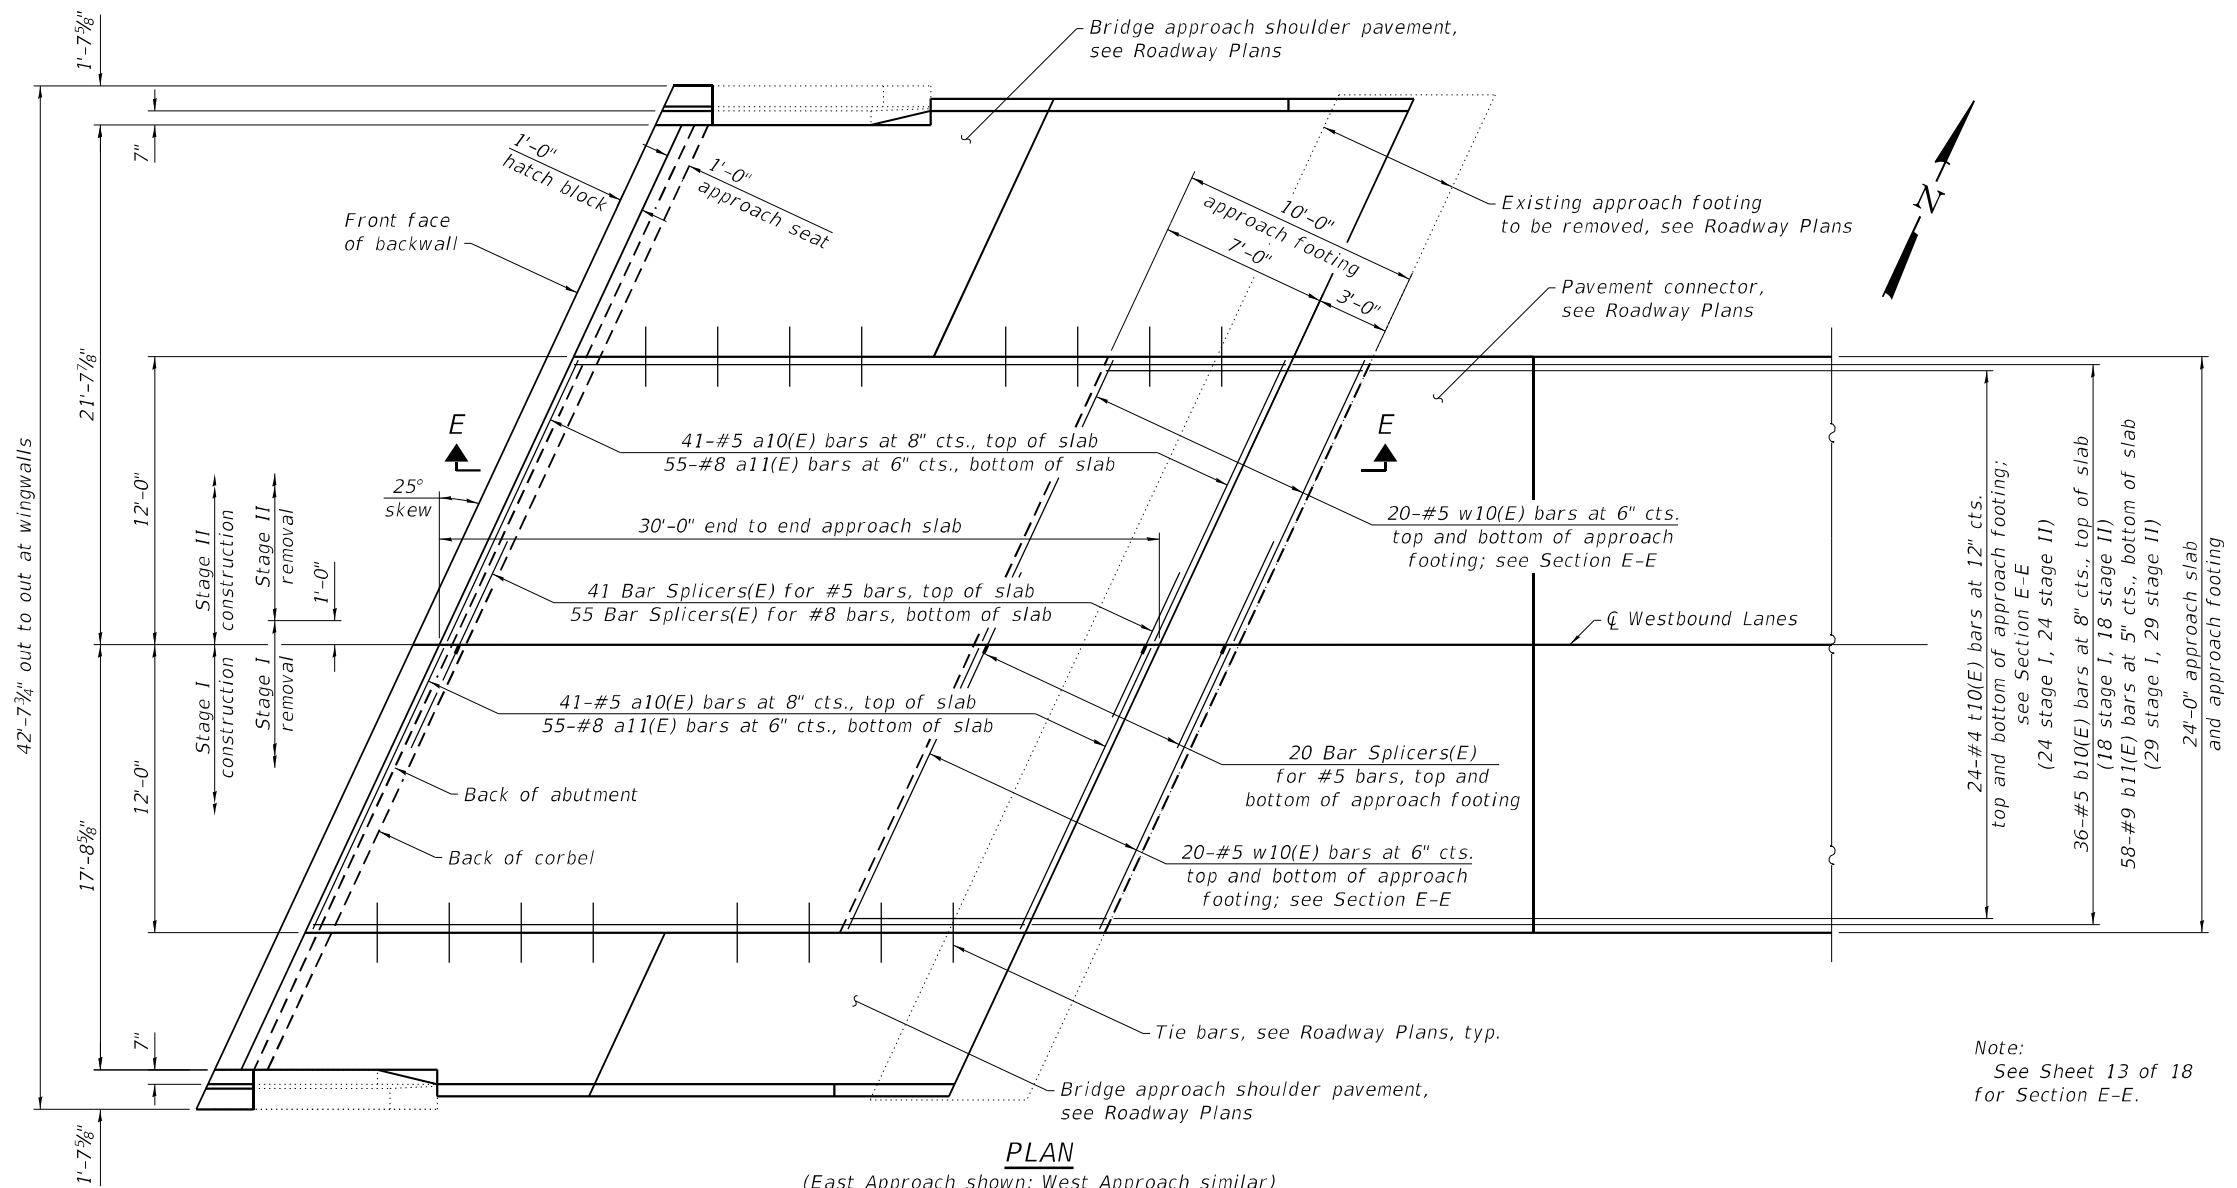 1'-7⅝"
7"
21'-7⅞"
12'-0"
42'-7¾" out to out at wingwalls
Stage II
construction
Stage II
removal
1'-0"
Stage I
construction
Stage I
removal
12'-0"
17'-8⅝"
7"
1'-7⅝"
Bridge approach shoulder pavement,
see Roadway Plans
1'-0"
hatch block
1'-0"
approach seat
Front face
of backwall
10'-0"
approach footing
7'-0"
3'-0"
Existing approach footing
to be removed, see Roadway Plans
N
Pavement connector,
see Roadway Plans
E
E
25°
skew
41-#5 a10(E) bars at 8" cts., top of slab
55-#8 a11(E) bars at 6" cts., bottom of slab
30'-0" end to end approach slab
20-#5 w10(E) bars at 6" cts.
top and bottom of approach
footing; see Section E-E
41 Bar Splicers(E) for #5 bars, top of slab
55 Bar Splicers(E) for #8 bars, bottom of slab
℄ Westbound Lanes
41-#5 a10(E) bars at 8" cts., top of slab
55-#8 a11(E) bars at 6" cts., bottom of slab
20 Bar Splicers(E)
for #5 bars, top and
bottom of approach footing
Back of abutment
Back of corbel
20-#5 w10(E) bars at 6" cts.
top and bottom of approach
footing; see Section E-E
24-#4 t10(E) bars at 12" cts.
top and bottom of approach footing;
see Section E-E
(24 stage I, 24 stage II)
36-#5 b10(E) bars at 8" cts., top of slab
(18 stage I, 18 stage II)
58-#9 b11(E) bars at 5" cts., bottom of slab
(29 stage I, 29 stage II)
24'-0" approach slab
and approach footing
Tie bars, see Roadway Plans, typ.
Bridge approach shoulder pavement,
see Roadway Plans
Note:
See Sheet 13 of 18
for Section E-E.
PLAN
(East Approach shown; West Approach similar)